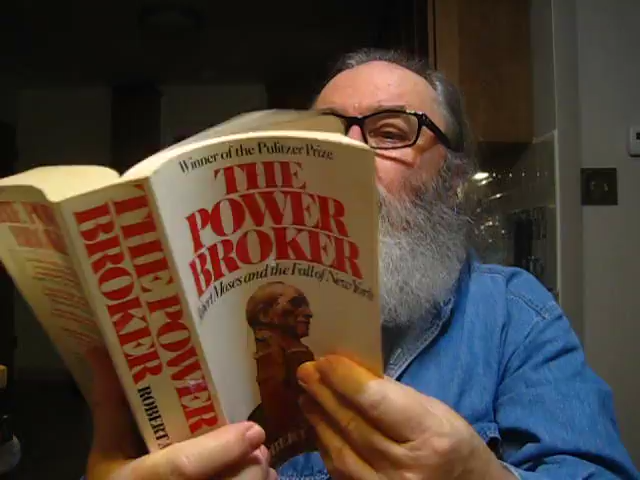 Winner of the Pulitzer Prize
THE
POWER
BROKER
Robert Moses and the Fall of New York
THE POWER
BROKER
ROBERT